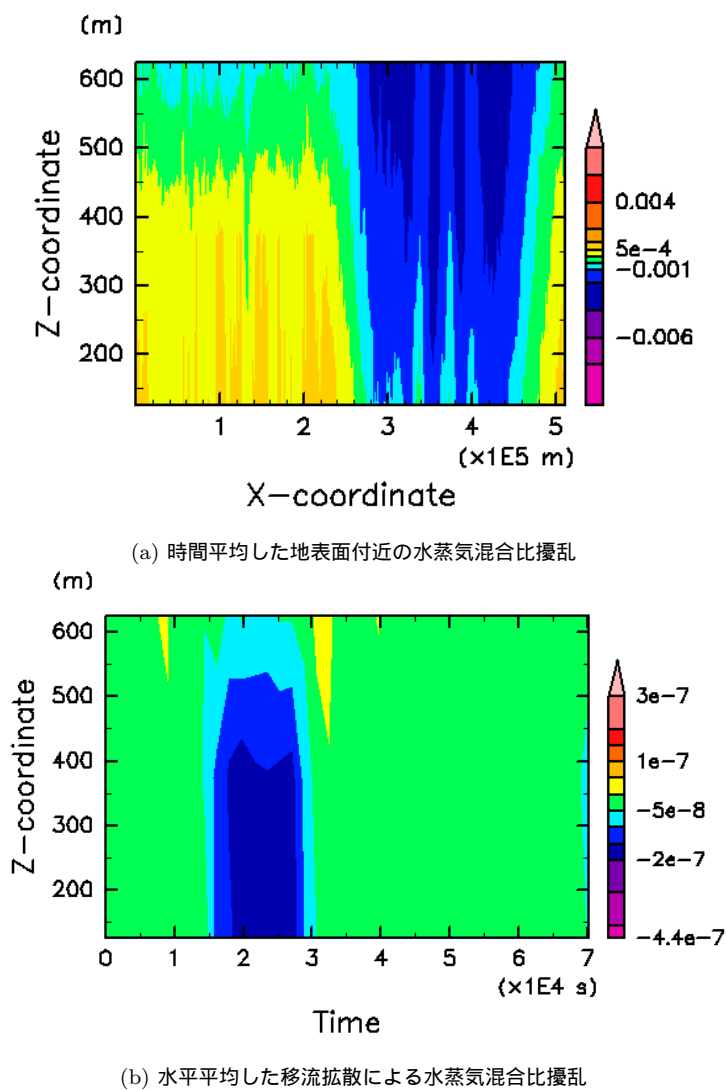 (m)
600
500
400
300
200
Z-coordinate
1 2 3 4 5
(×1E5 m)
X-coordinate
0.004
5e-4
-0.001
-0.006
(a) 時間平均した地表面付近の水蒸気混合比擾乱
(m)
600
500
400
300
200
Z-coordinate
0 1 2 3 4 5 6 7
(×1E4 s)
Time
3e-7
1e-7
-5e-8
-2e-7
-4.4e-7
(b) 水平平均した移流拡散による水蒸気混合比擾乱